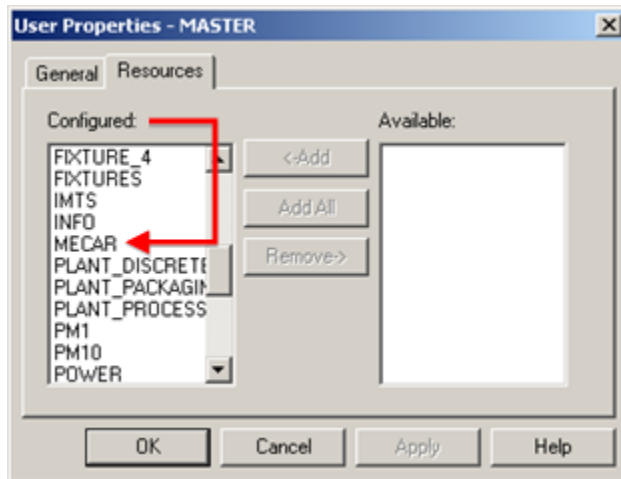 User Properties - MASTER
General
Resources
Configured:
Available:
FIXTURE_4
FIXTURES
IMTS
INFO
MECAR
PLANT_DISCRETE
PLANT_PACKAGIN
PLANT_PROCESS
PM1
PM10
POWER
<-Add
Add All
Remove->
OK
Cancel
Apply
Help